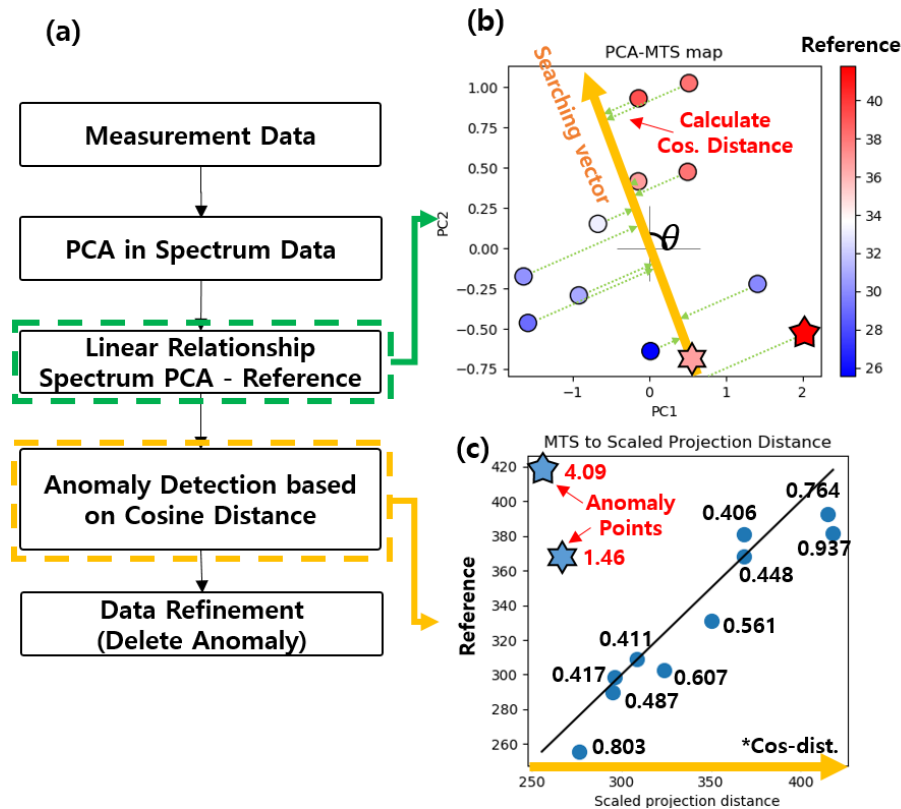 (a)
Measurement Data
PCA in Spectrum Data
Linear Relationship
Spectrum PCA - Reference
Anomaly Detection based
on Cosine Distance
Data Refinement
(Delete Anomaly)
(b)
PCA-MTS map
Reference
Searching vector
Calculate
Cos. Distance
θ
PC2
1.00
0.75
0.50
0.25
0.00
−0.25
−0.50
−0.75
−1
0
1
2
PC1
40
38
36
34
32
30
28
26
(c)
MTS to Scaled Projection Distance
Reference
420
400
380
360
340
320
300
280
260
4.09
Anomaly
Points
1.46
0.764
0.406
0.937
0.448
0.561
0.411
0.417
0.607
0.487
0.803
*Cos-dist.
250
300
350
400
Scaled projection distance